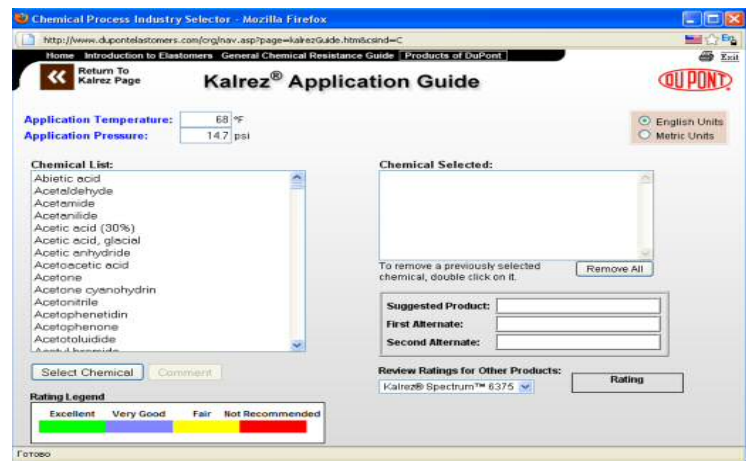 Chemical Process Industry Selector - Mozilla Firefox
http://www.dupontelastomers.com/crg/nav.asp?page=kalrezGuide.htm&csind=C
Home Introduction to Elastomers General Chemical Resistance Guide Products of DuPont
Exit
Return To
Kalrez Page
Kalrez® Application Guide
DUPONT
Application Temperature: 68 °F
Application Pressure: 14.7 psi
English Units
Metric Units
Chemical List:
Abietic acid
Acetaldehyde
Acetamide
Acetanilide
Acetic acid (30%)
Acetic acid, glacial
Acetic anhydride
Acetoacetic acid
Acetone
Acetone cyanohydrin
Acetonitrile
Acetophenetidin
Acetophenone
Acetotoluidide
Acetyl bromide
Select Chemical Comment
Rating Legend
Excellent Very Good Fair Not Recommended
Chemical Selected:
To remove a previously selected
chemical, double click on it.
Remove All
Suggested Product:
First Alternate:
Second Alternate:
Review Ratings for Other Products:
Kalrez® Spectrum™ 6375
Rating
Готово